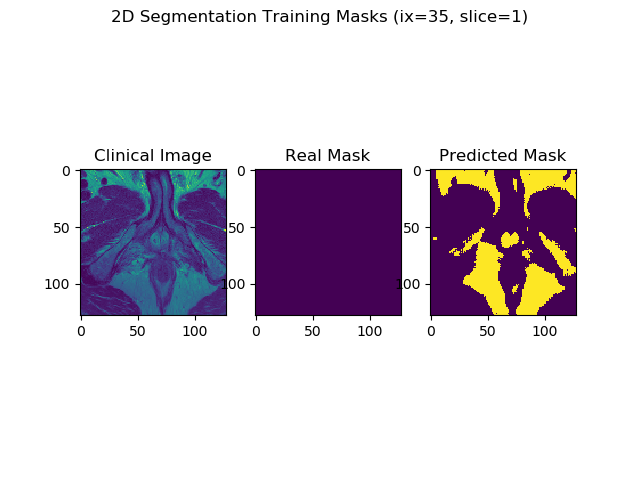 2D Segmentation Training Masks (ix=35, slice=1)
Clinical Image Real Mask Predicted Mask
0 0 0
50 50 50
100 100 100
0 50 100 0 50 100 0 50 100